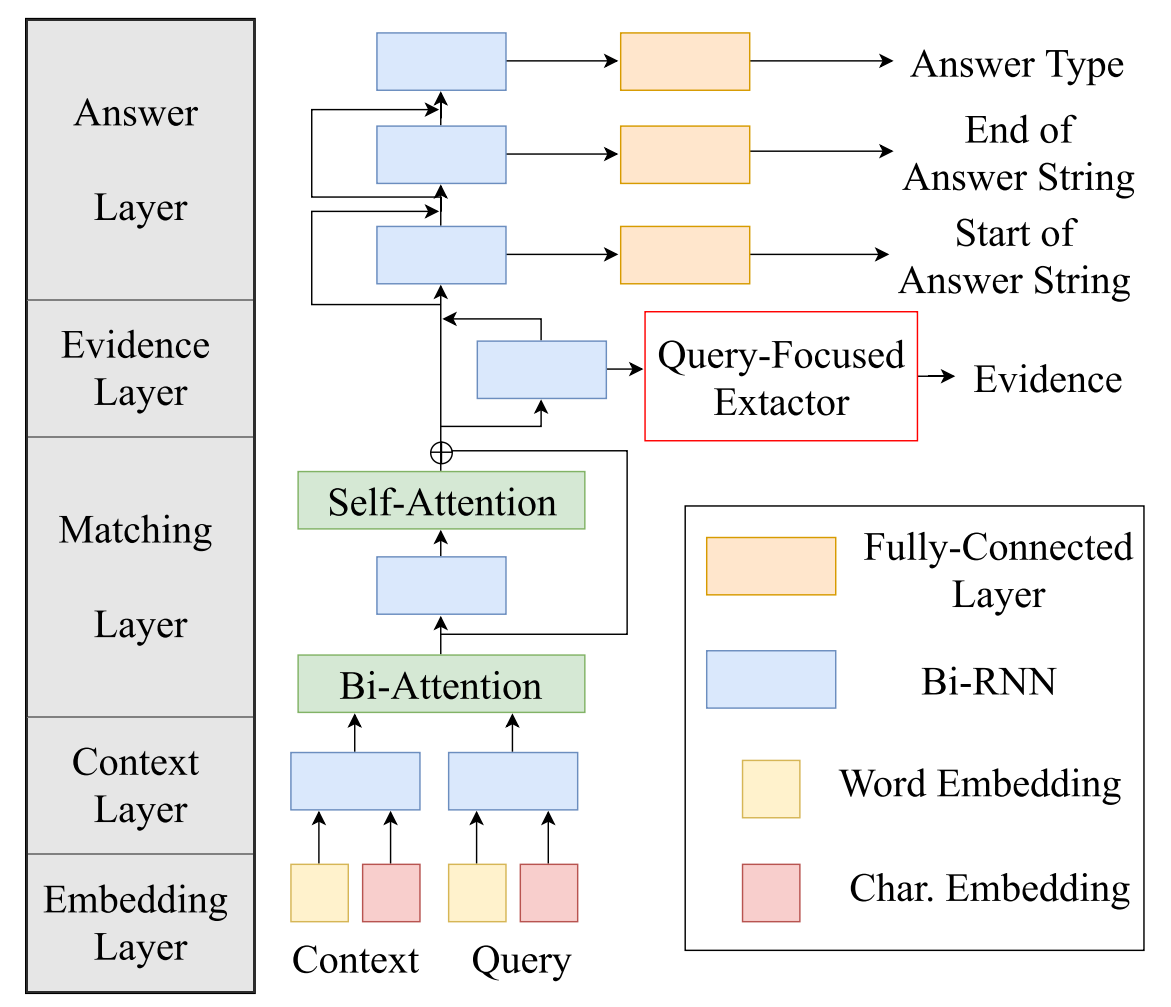 Answer
Layer
Evidence
Layer
Matching
Layer
Context
Layer
Embedding
Layer
Answer Type
End of
Answer String
Start of
Answer String
Query-Focused
Extactor
Evidence
Self-Attention
Bi-Attention
Context
Query
Fully-Connected
Layer
Bi-RNN
Word Embedding
Char. Embedding